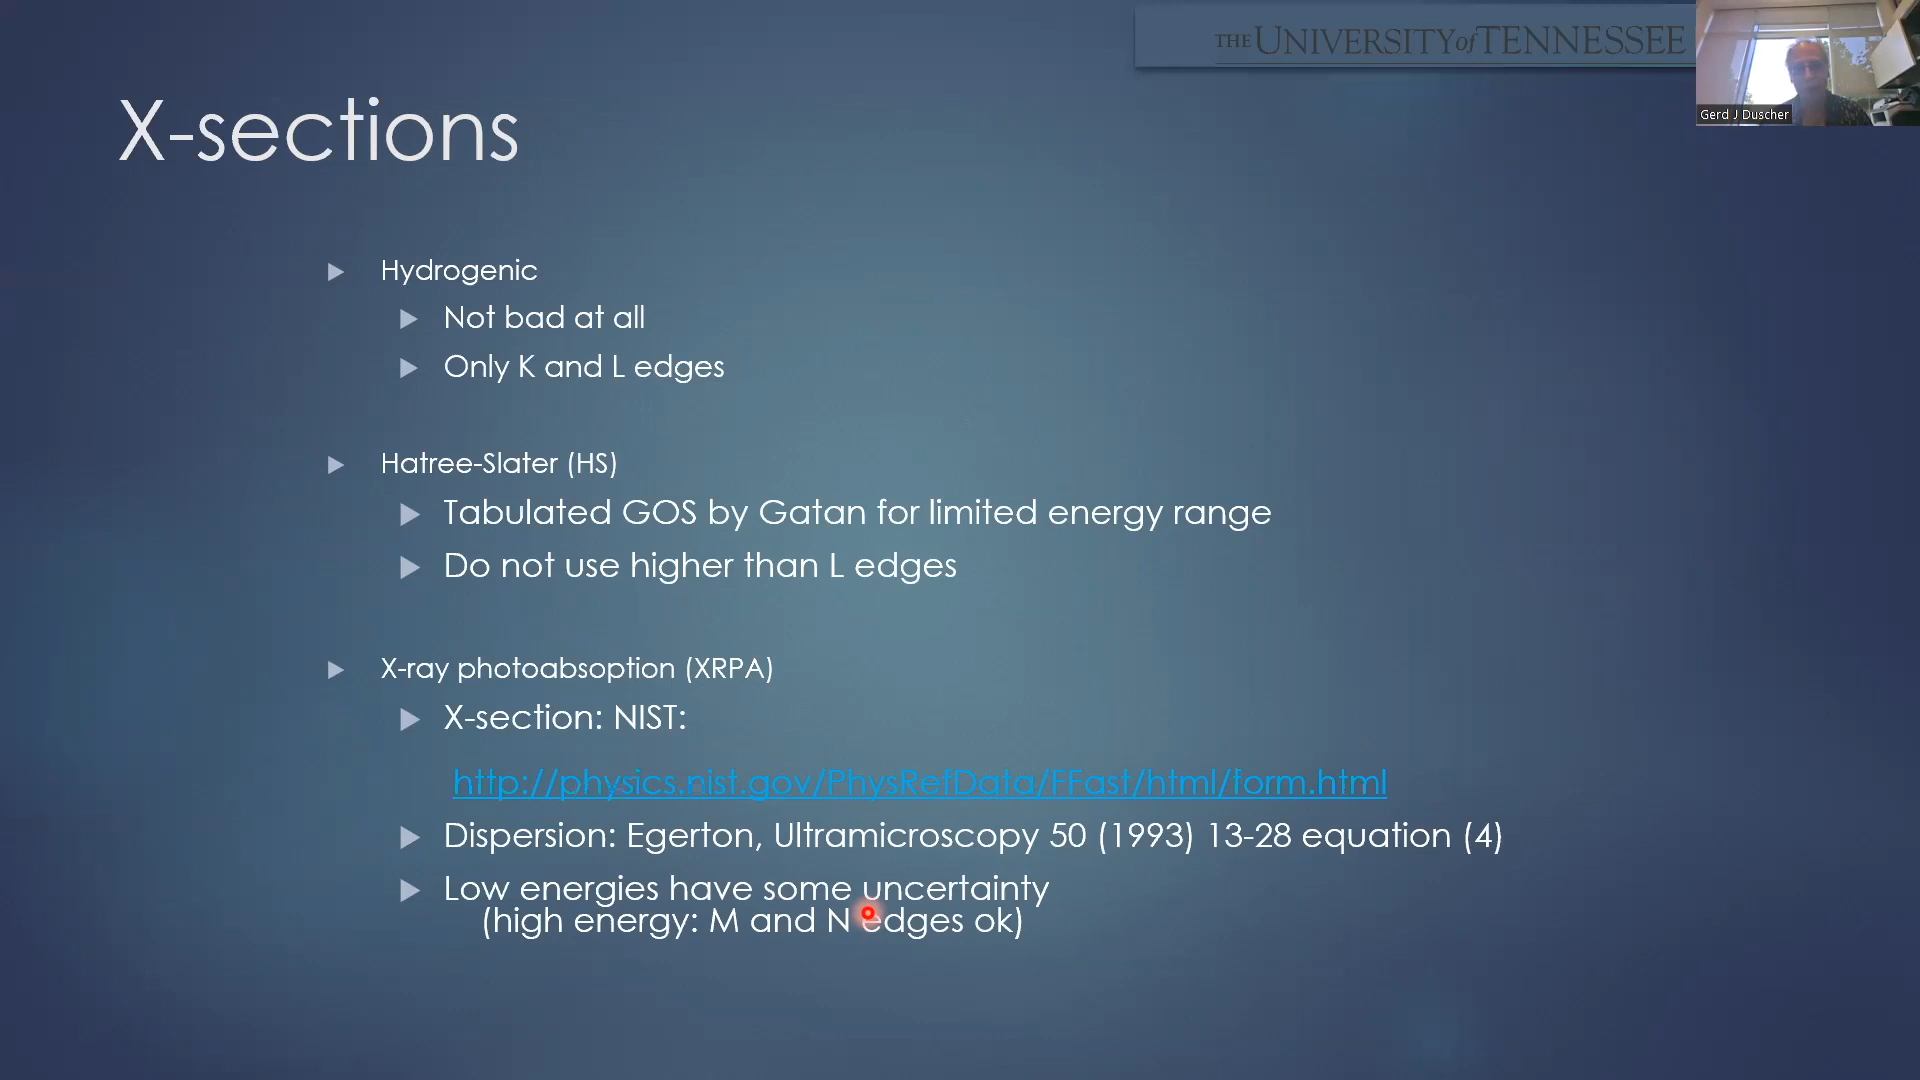 THE UNIVERSITY of TENNESSEE
Gerd J Duscher
X-sections
Hydrogenic
Not bad at all
Only K and L edges
Hatree-Slater (HS)
Tabulated GOS by Gatan for limited energy range
Do not use higher than L edges
X-ray photoabsoption (XRPA)
X-section: NIST:
http://physics.nist.gov/PhysRefData/FFast/html/form.html
Dispersion: Egerton, Ultramicroscopy 50 (1993) 13-28 equation (4)
Low energies have some uncertainty
(high energy: M and N edges ok)